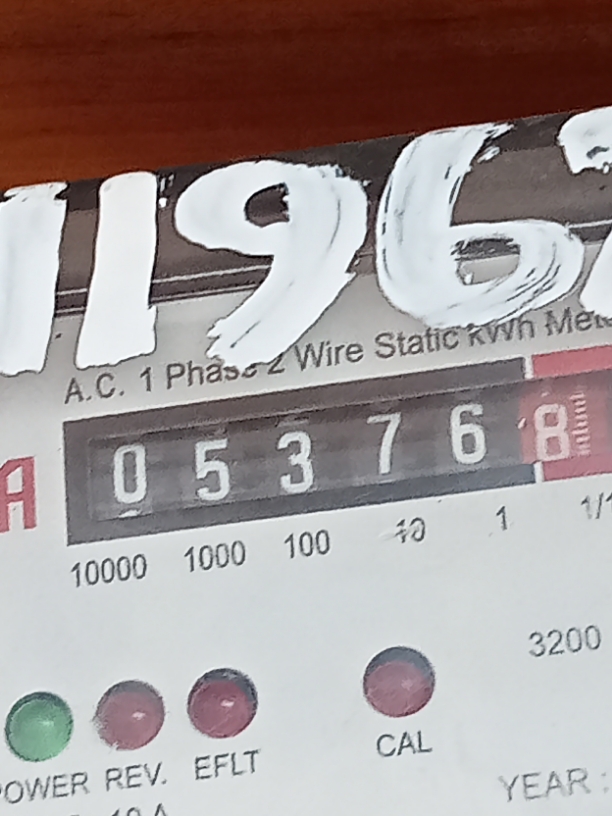 1196
A.C. 1 Phase 2 Wire Static kWh
0 5 3 7 6 8
10000 1000 100 10 1
3200
POWER REV. EFLT CAL
10 A
YEAR :